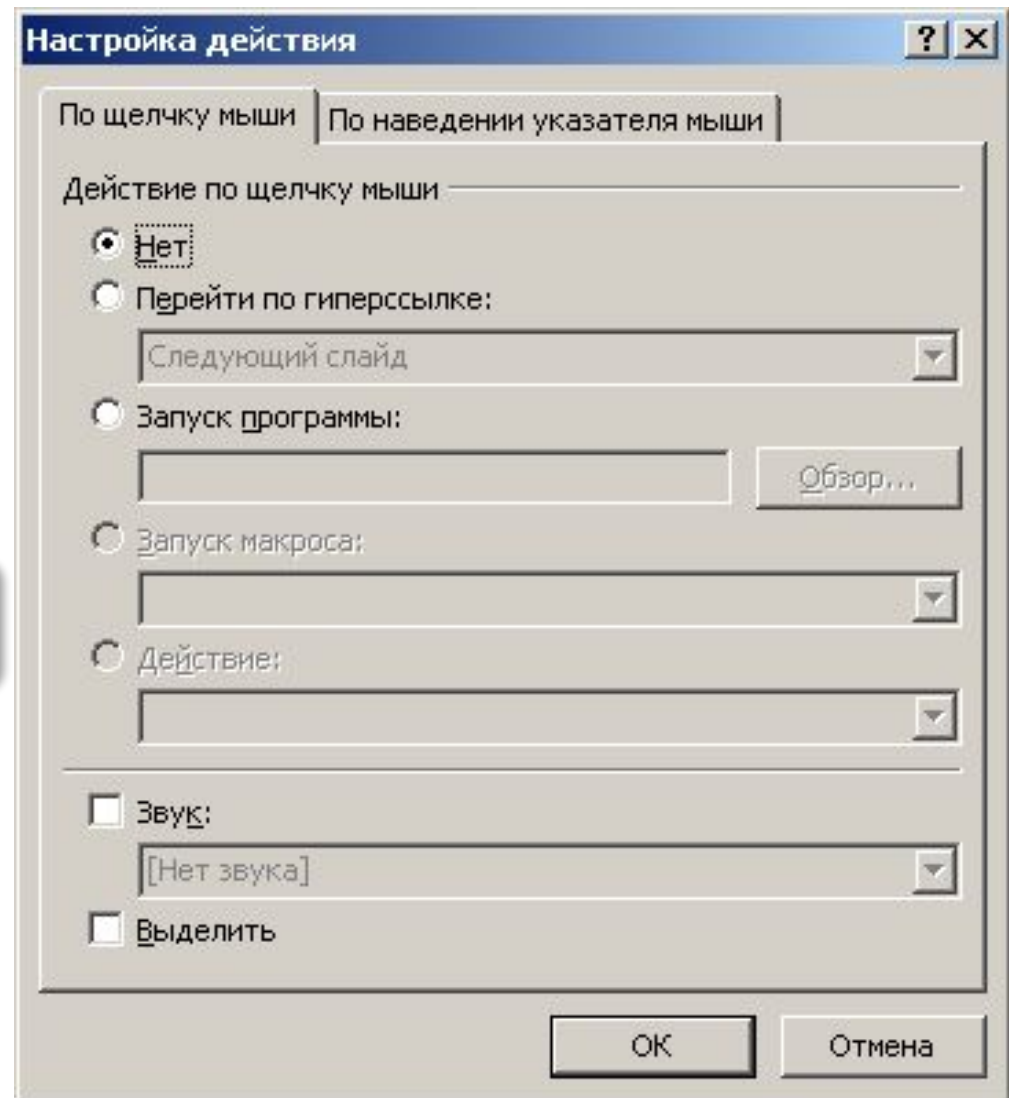 Настройка действия
По щелчку мыши По наведении указателя мыши
Действие по щелчку мыши
Нет
Перейти по гиперссылке:
Следующий слайд
Запуск программы:
Обзор...
Запуск макроса:
Действие:
Звук:
[Нет звука]
Выделить
ОК Отмена